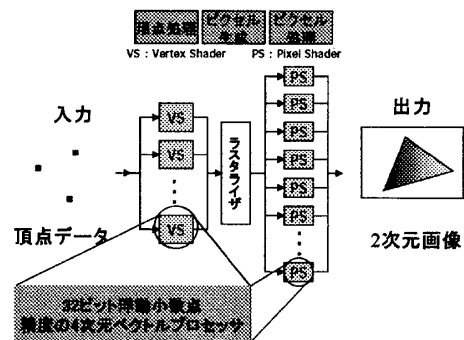 頂点処理
ピクセル
生成
ピクセル
処理
VS：Vertex Shader
PS：Pixel Shader
入力
頂点データ
VS
VS
VS
ラスタライザ
PS
PS
PS
PS
PS
PS
PS
出力
2次元画像
32ビット浮動小数点
精度の4次元ベクトルプロセッサ